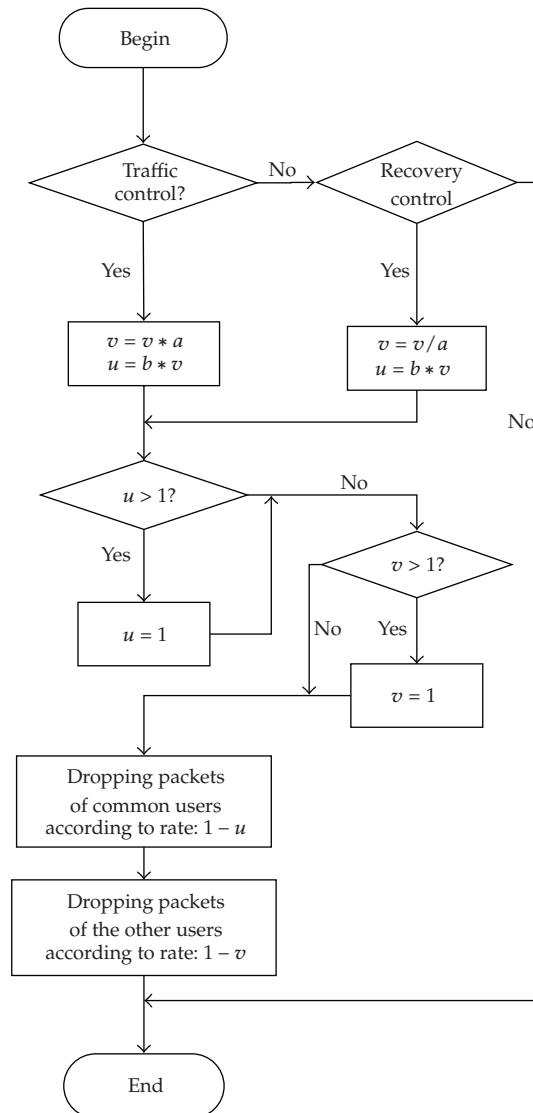 Begin
Traffic
control?
No
Recovery
control
Yes
Yes
v = v ∗ a
u = b ∗ v
v = v/a
u = b ∗ v
No
u > 1?
No
Yes
v > 1?
u = 1
No
Yes
v = 1
Dropping packets
of common users
according to rate: 1 − u
Dropping packets
of the other users
according to rate: 1 − v
End